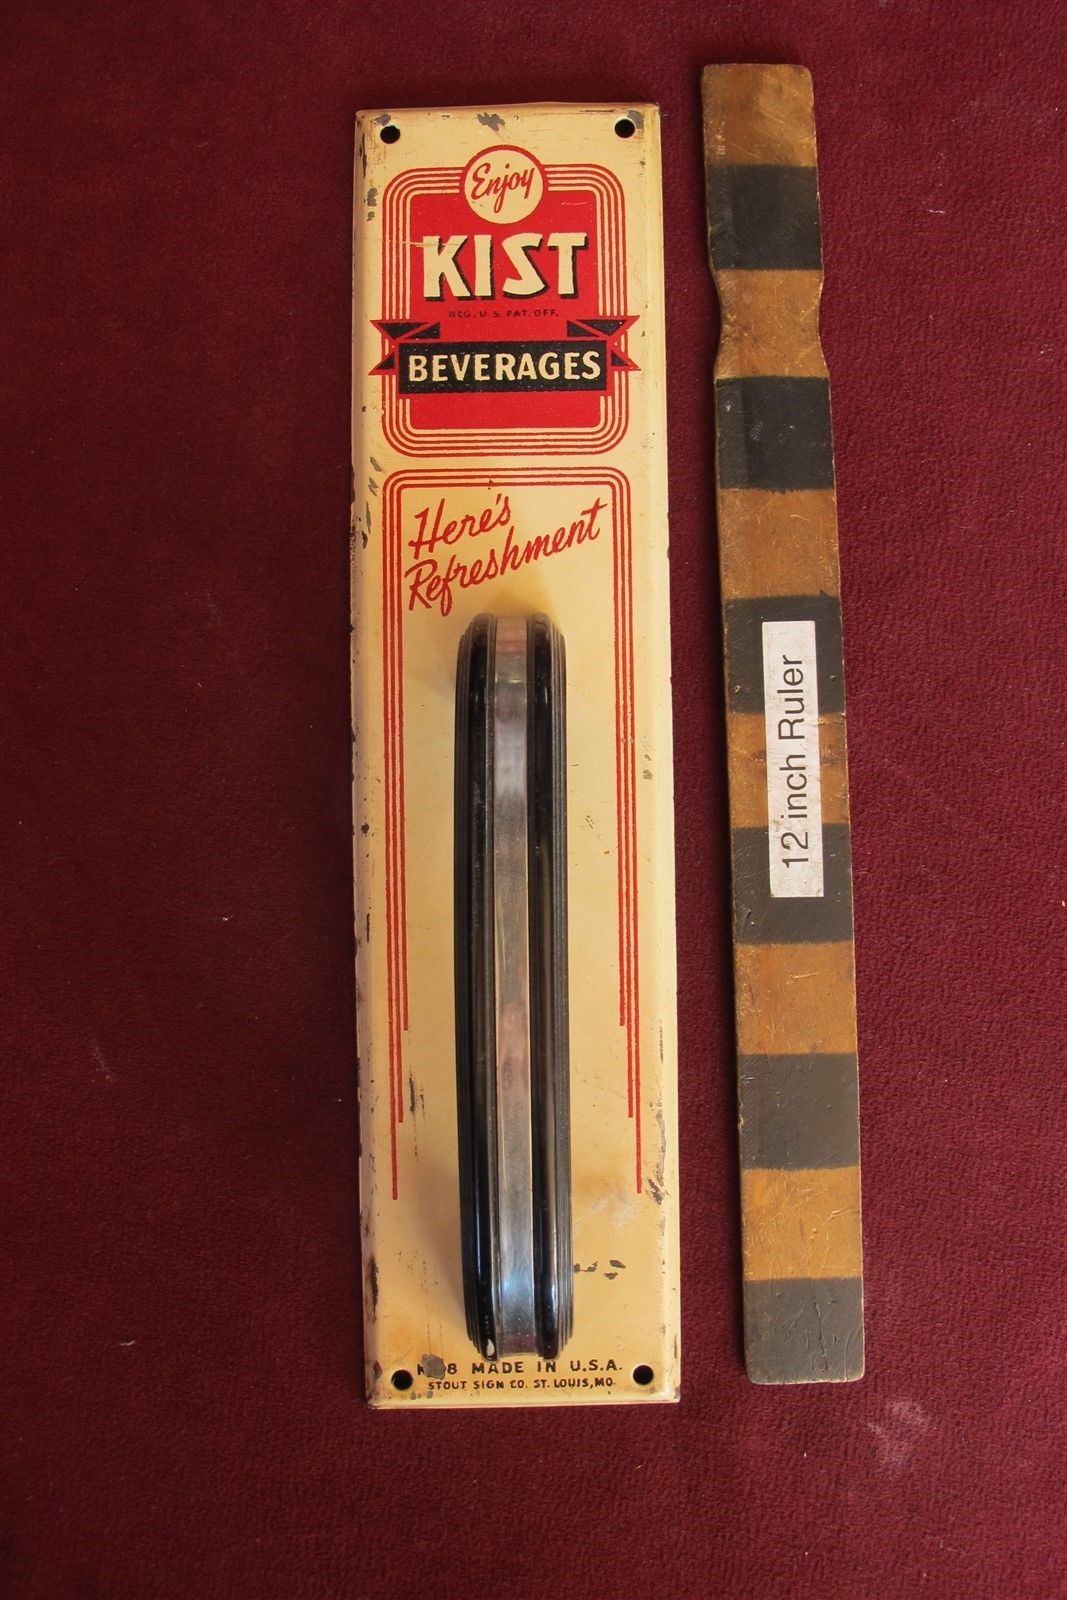 Enjoy
KIST
REG. U.S. PAT. OFF.
BEVERAGES
Here's
Refreshment
MADE IN U.S.A.
STOUT SIGN CO. ST. LOUIS, MO.
12 inch Ruler